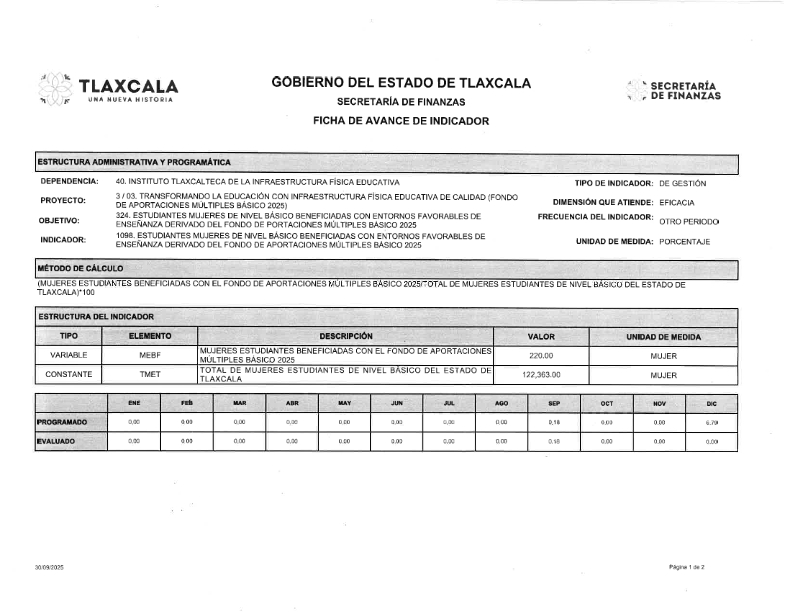 TLAXCALA
UNA NUEVA HISTORIA
GOBIERNO DEL ESTADO DE TLAXCALA
SECRETARÍA DE FINANZAS
FICHA DE AVANCE DE INDICADOR
SECRETARÍA
DE FINANZAS
ESTRUCTURA ADMINISTRATIVA Y PROGRAMÁTICA
DEPENDENCIA: 40. INSTITUTO TLAXCALTECA DE LA INFRAESTRUCTURA FÍSICA EDUCATIVA TIPO DE INDICADOR: DE GESTIÓN
PROYECTO: 3 / 03. TRANSFORMANDO LA EDUCACIÓN CON INFRAESTRUCTURA FÍSICA EDUCATIVA DE CALIDAD (FONDO
DE APORTACIONES MÚLTIPLES BÁSICO 2025) DIMENSIÓN QUE ATIENDE: EFICACIA
OBJETIVO: 324. ESTUDIANTES MUJERES DE NIVEL BÁSICO BENEFICIADAS CON ENTORNOS FAVORABLES DE
ENSEÑANZA DERIVADO DEL FONDO DE PORTACIONES MÚLTIPLES BÁSICO 2025 FRECUENCIA DEL INDICADOR: OTRO PERIODO
INDICADOR: 1098. ESTUDIANTES MUJERES DE NIVEL BÁSICO BENEFICIADAS CON ENTORNOS FAVORABLES DE
ENSEÑANZA DERIVADO DEL FONDO DE APORTACIONES MÚLTIPLES BÁSICO 2025 UNIDAD DE MEDIDA: PORCENTAJE
MÉTODO DE CÁLCULO
(MUJERES ESTUDIANTES BENEFICIADAS CON EL FONDO DE APORTACIONES MÚLTIPLES BÁSICO 2025/TOTAL DE MUJERES ESTUDIANTES DE NIVEL BÁSICO DEL ESTADO DE
TLAXCALA)*100
ESTRUCTURA DEL INDICADOR
TIPO ELEMENTO DESCRIPCIÓN VALOR UNIDAD DE MEDIDA
VARIABLE MEBF MUJERES ESTUDIANTES BENEFICIADAS CON EL FONDO DE APORTACIONES
MÚLTIPLES BÁSICO 2025 220.00 MUJER
CONSTANTE TMET TOTAL DE MUJERES ESTUDIANTES DE NIVEL BÁSICO DEL ESTADO DE
TLAXCALA 122,363.00 MUJER
ENE FEB MAR ABR MAY JUN JUL AGO SEP OCT NOV DIC
PROGRAMADO 0.00 0.00 0.00 0.00 0.00 0.00 0.00 0.00 0.18 0.00 0.00
EVALUADO 0.00 0.00 0.00 0.00 0.00 0.00 0.00 0.00 0.18 0.00 0.00 0.00
30/09/2025
Página 1 de 2